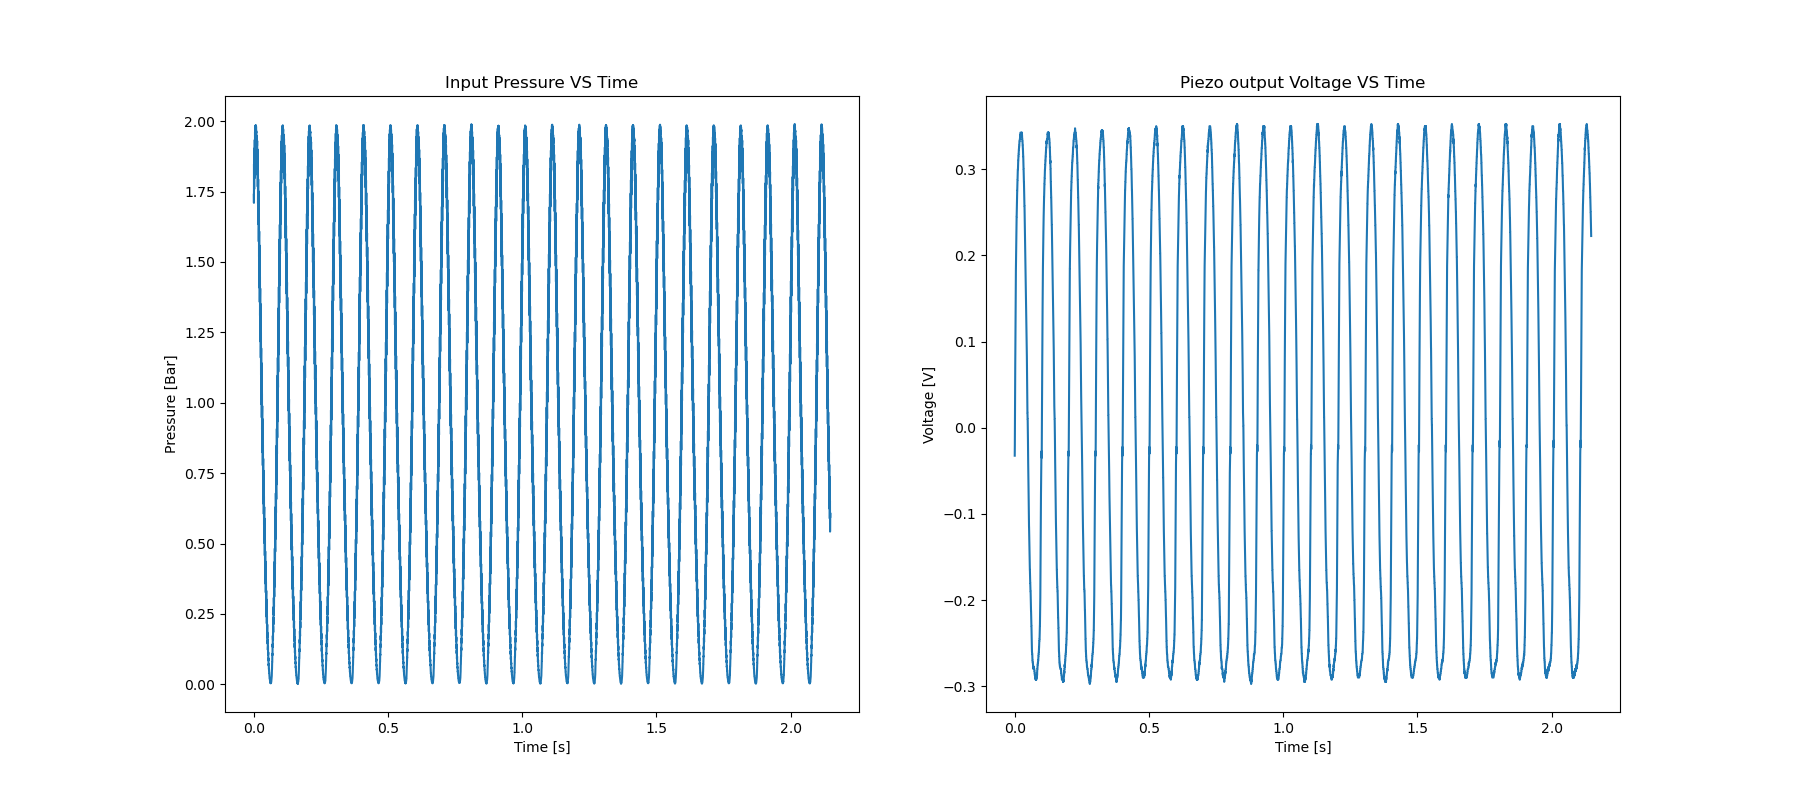 Input Pressure VS Time
Pressure [Bar]
2.00
1.75
1.50
1.25
1.00
0.75
0.50
0.25
0.00
0.0 0.5 1.0 1.5 2.0
Time [s]
Piezo output Voltage VS Time
Voltage [V]
0.3
0.2
0.1
0.0
−0.1
−0.2
−0.3
0.0 0.5 1.0 1.5 2.0
Time [s]